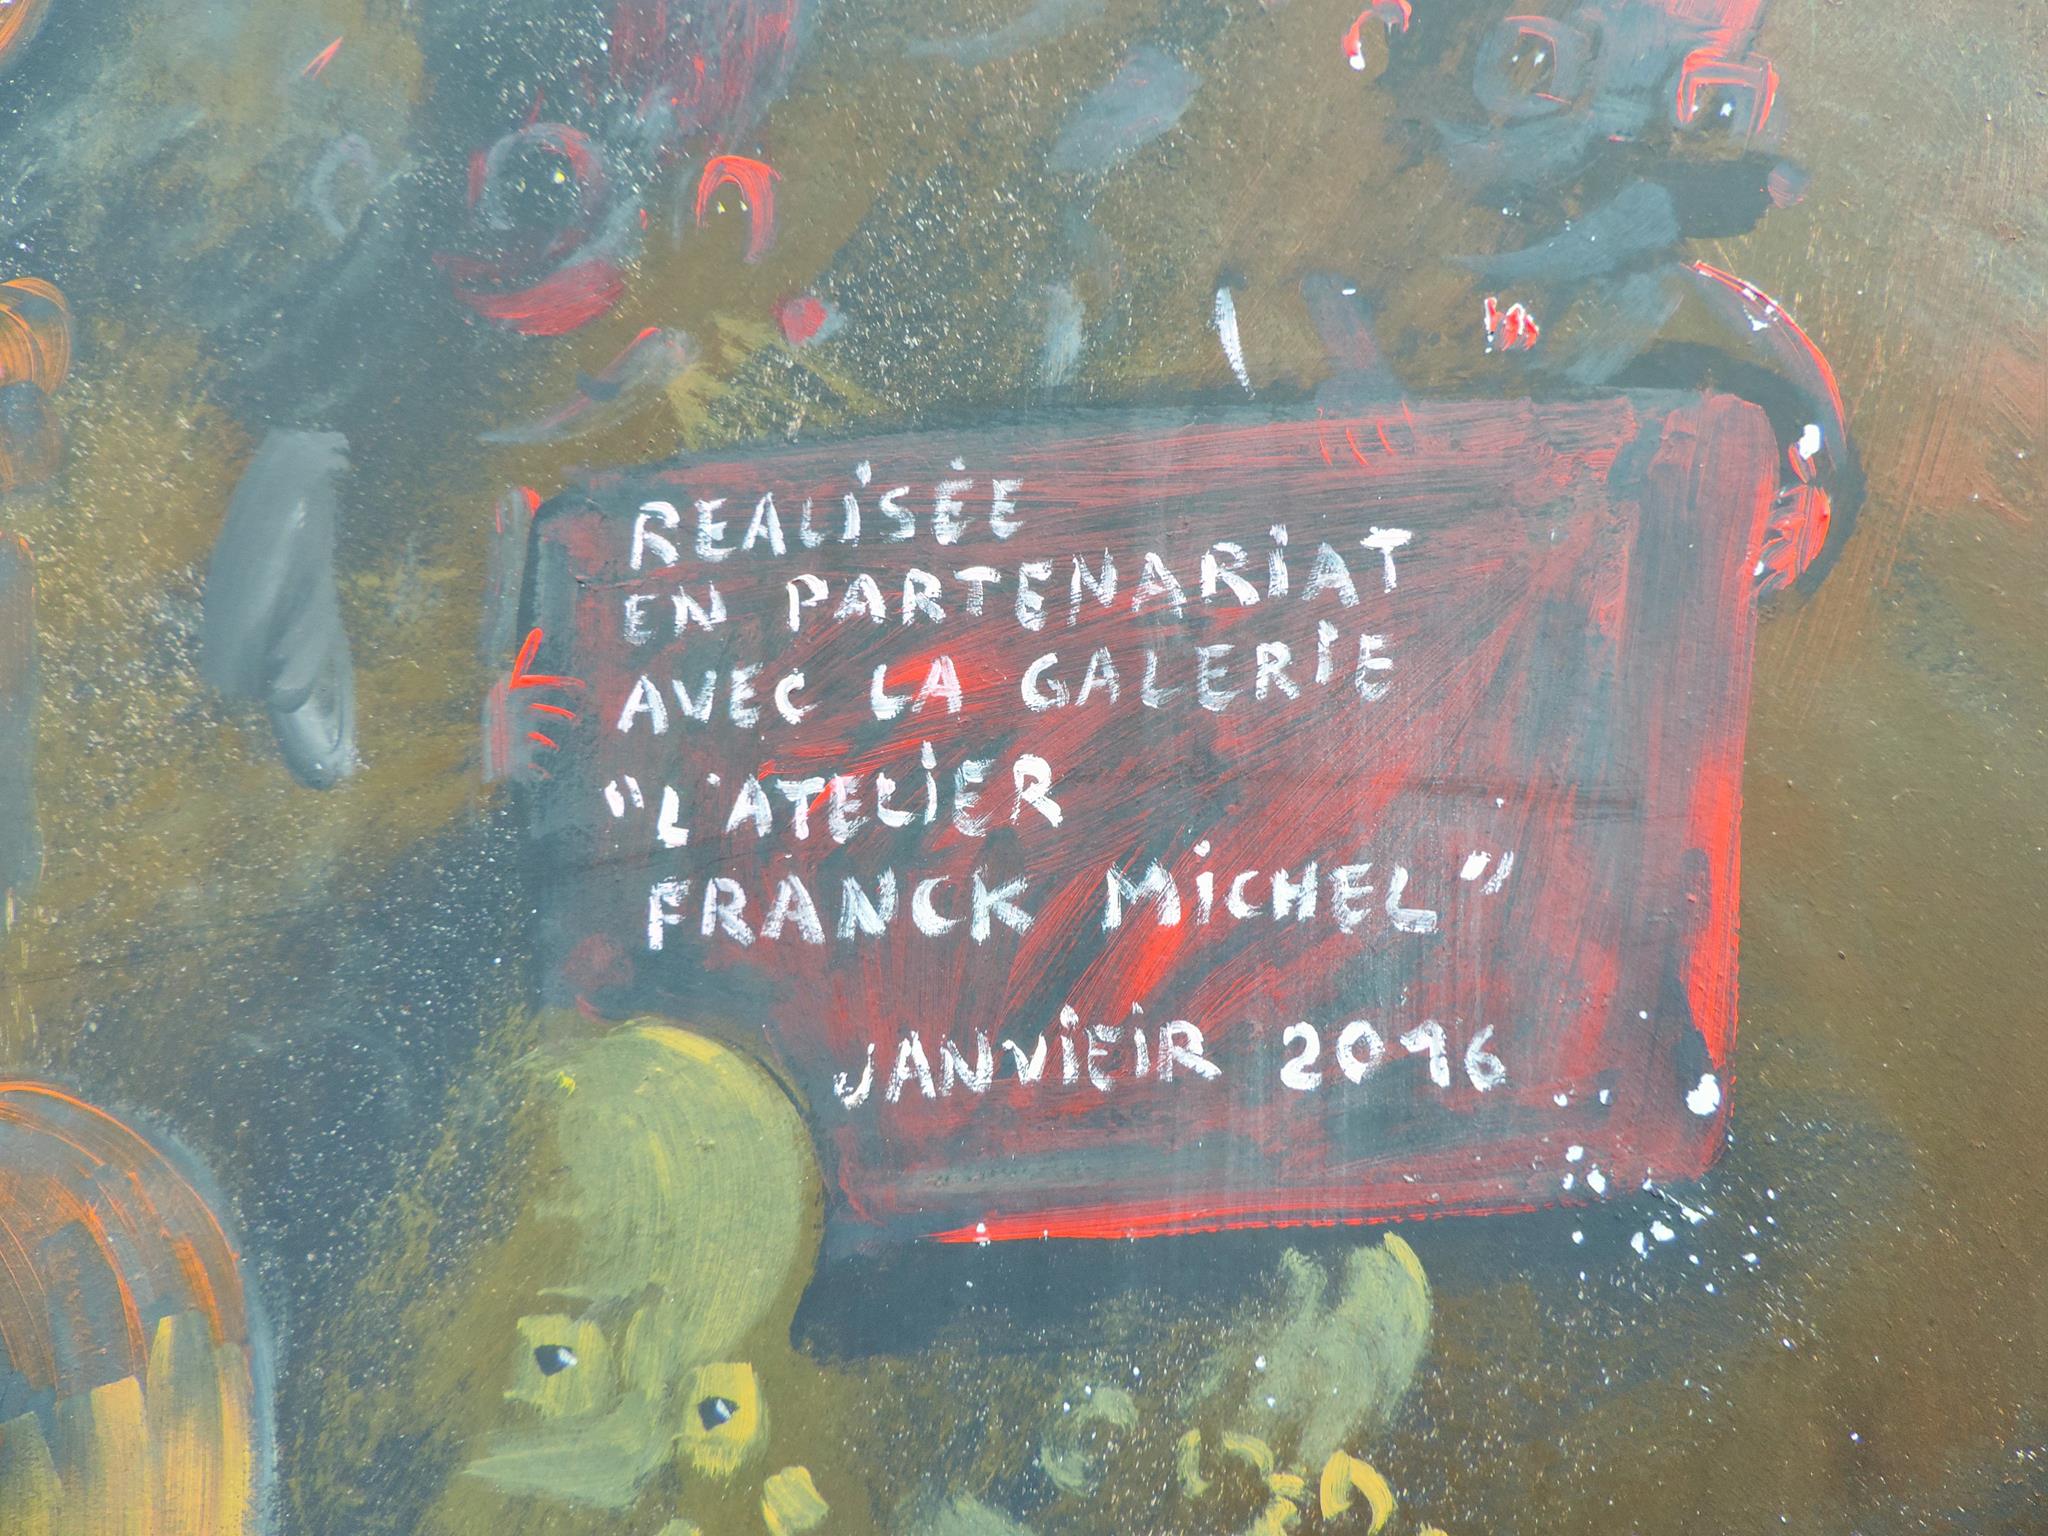 REALISÉE
EN PARTENARIAT
AVEC LA GALERIE
"L'ATELIER
FRANCK MICHEL"
JANVIEIR 2016